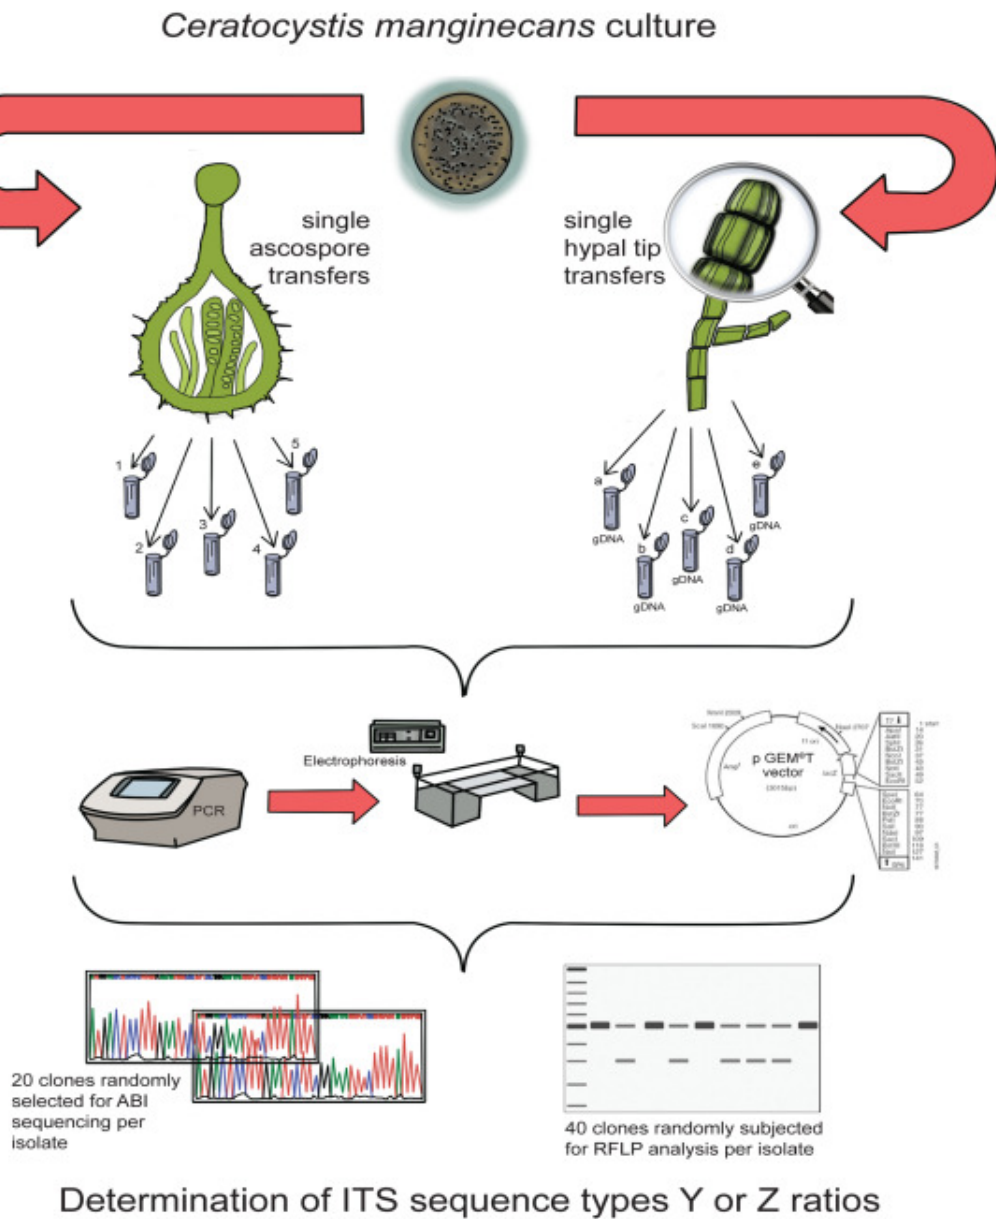 Ceratocystis manginecans culture
single
ascospore
transfers
single
hypal tip
transfers
1
2
3
4
5
a
gDNA
b
gDNA
c
gDNA
d
gDNA
e
gDNA
PCR
Electrophoresis
p GEM®T
vector
ori
20 clones randomly
selected for ABI
sequencing per
isolate
40 clones randomly subjected
for RFLP analysis per isolate
Determination of ITS sequence types Y or Z ratios